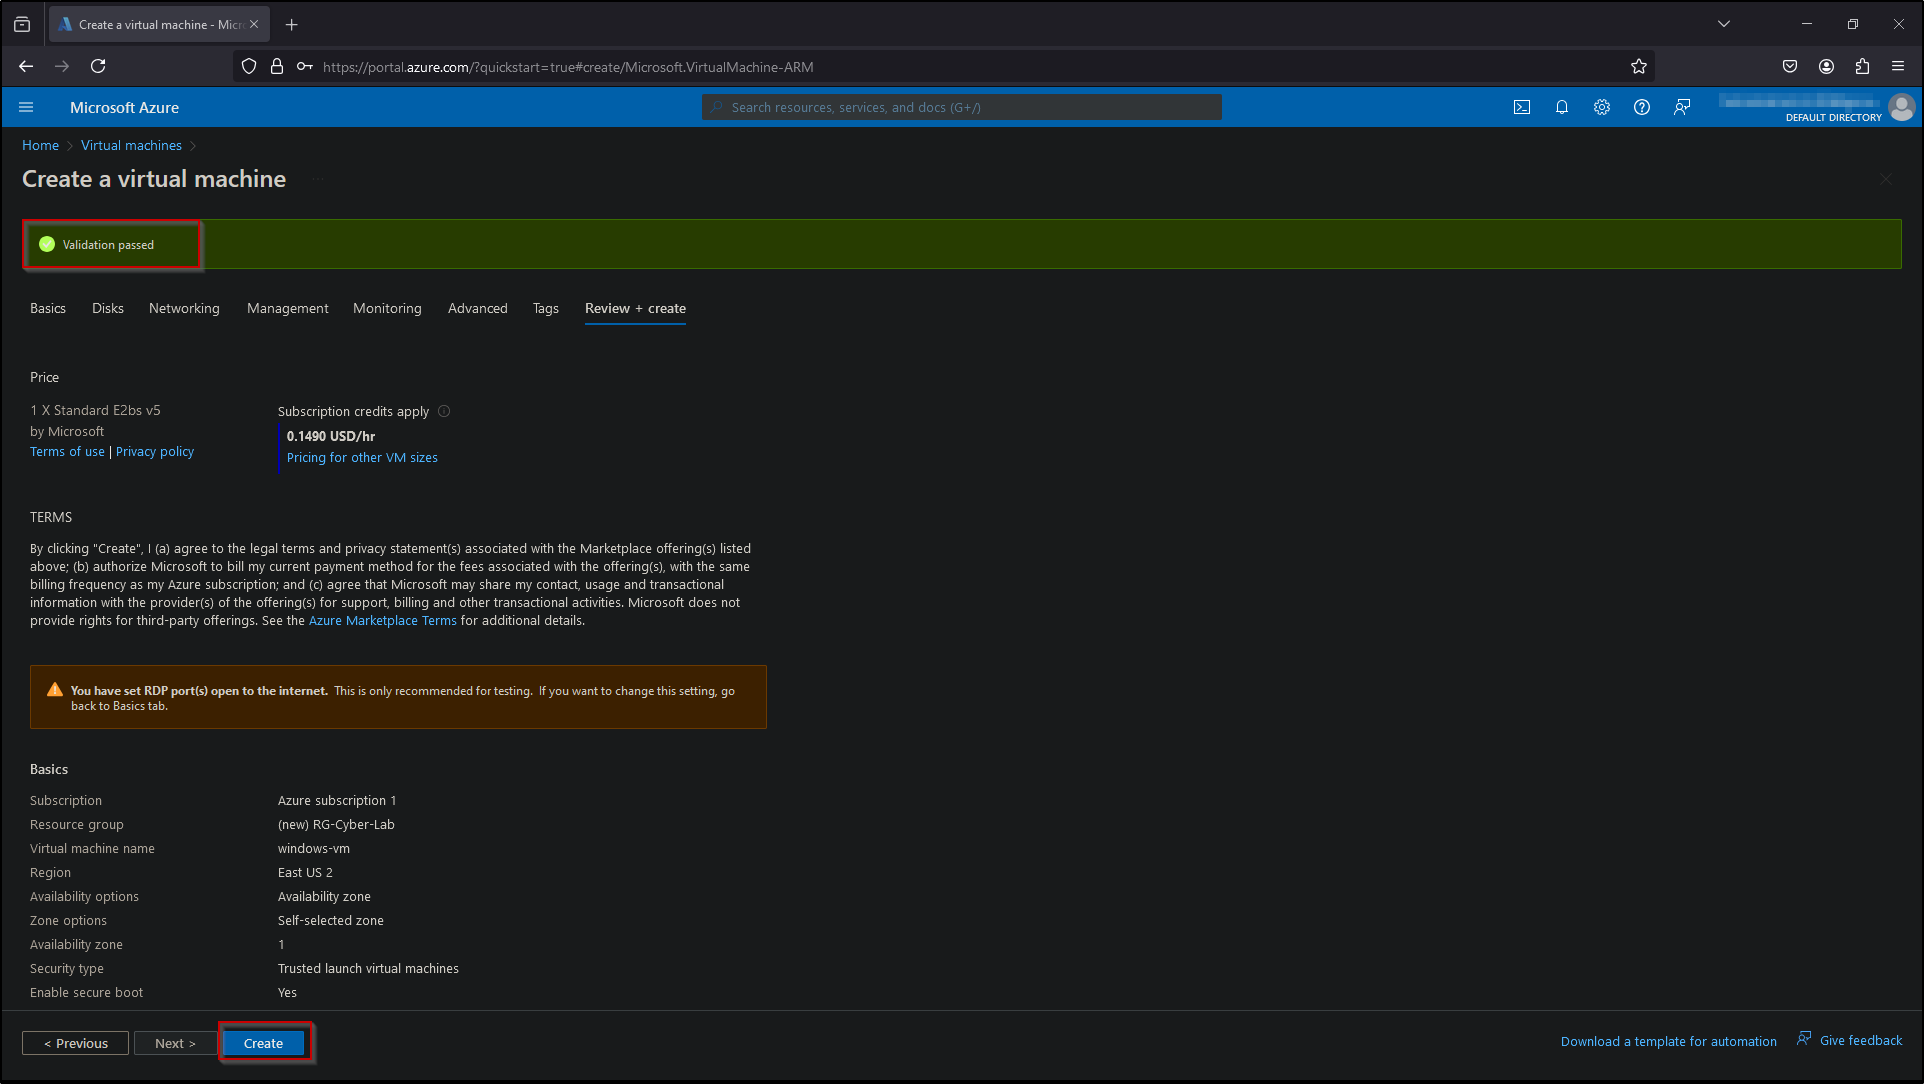 Create a virtual machine - Micr
https://portal.azure.com/?quickstart=true#create/Microsoft.VirtualMachine-ARM
Microsoft Azure
Search resources, services, and docs (G+/)
DEFAULT DIRECTORY
Home > Virtual machines >
Create a virtual machine
Validation passed
Basics Disks Networking Management Monitoring Advanced Tags Review + create
Price
1 X Standard E2bs v5
by Microsoft
Terms of use | Privacy policy
Subscription credits apply
0.1490 USD/hr
Pricing for other VM sizes
TERMS
By clicking "Create", I (a) agree to the legal terms and privacy statement(s) associated with the Marketplace offering(s) listed
above; (b) authorize Microsoft to bill my current payment method for the fees associated with the offering(s), with the same
billing frequency as my Azure subscription; and (c) agree that Microsoft may share my contact, usage and transactional
information with the provider(s) of the offering(s) for support, billing and other transactional activities. Microsoft does not
provide rights for third-party offerings. See the Azure Marketplace Terms for additional details.
You have set RDP port(s) open to the internet. This is only recommended for testing. If you want to change this setting, go
back to Basics tab.
Basics
Subscription Azure subscription 1
Resource group (new) RG-Cyber-Lab
Virtual machine name windows-vm
Region East US 2
Availability options Availability zone
Zone options Self-selected zone
Availability zone 1
Security type Trusted launch virtual machines
Enable secure boot Yes
< Previous Next > Create
Download a template for automation Give feedback